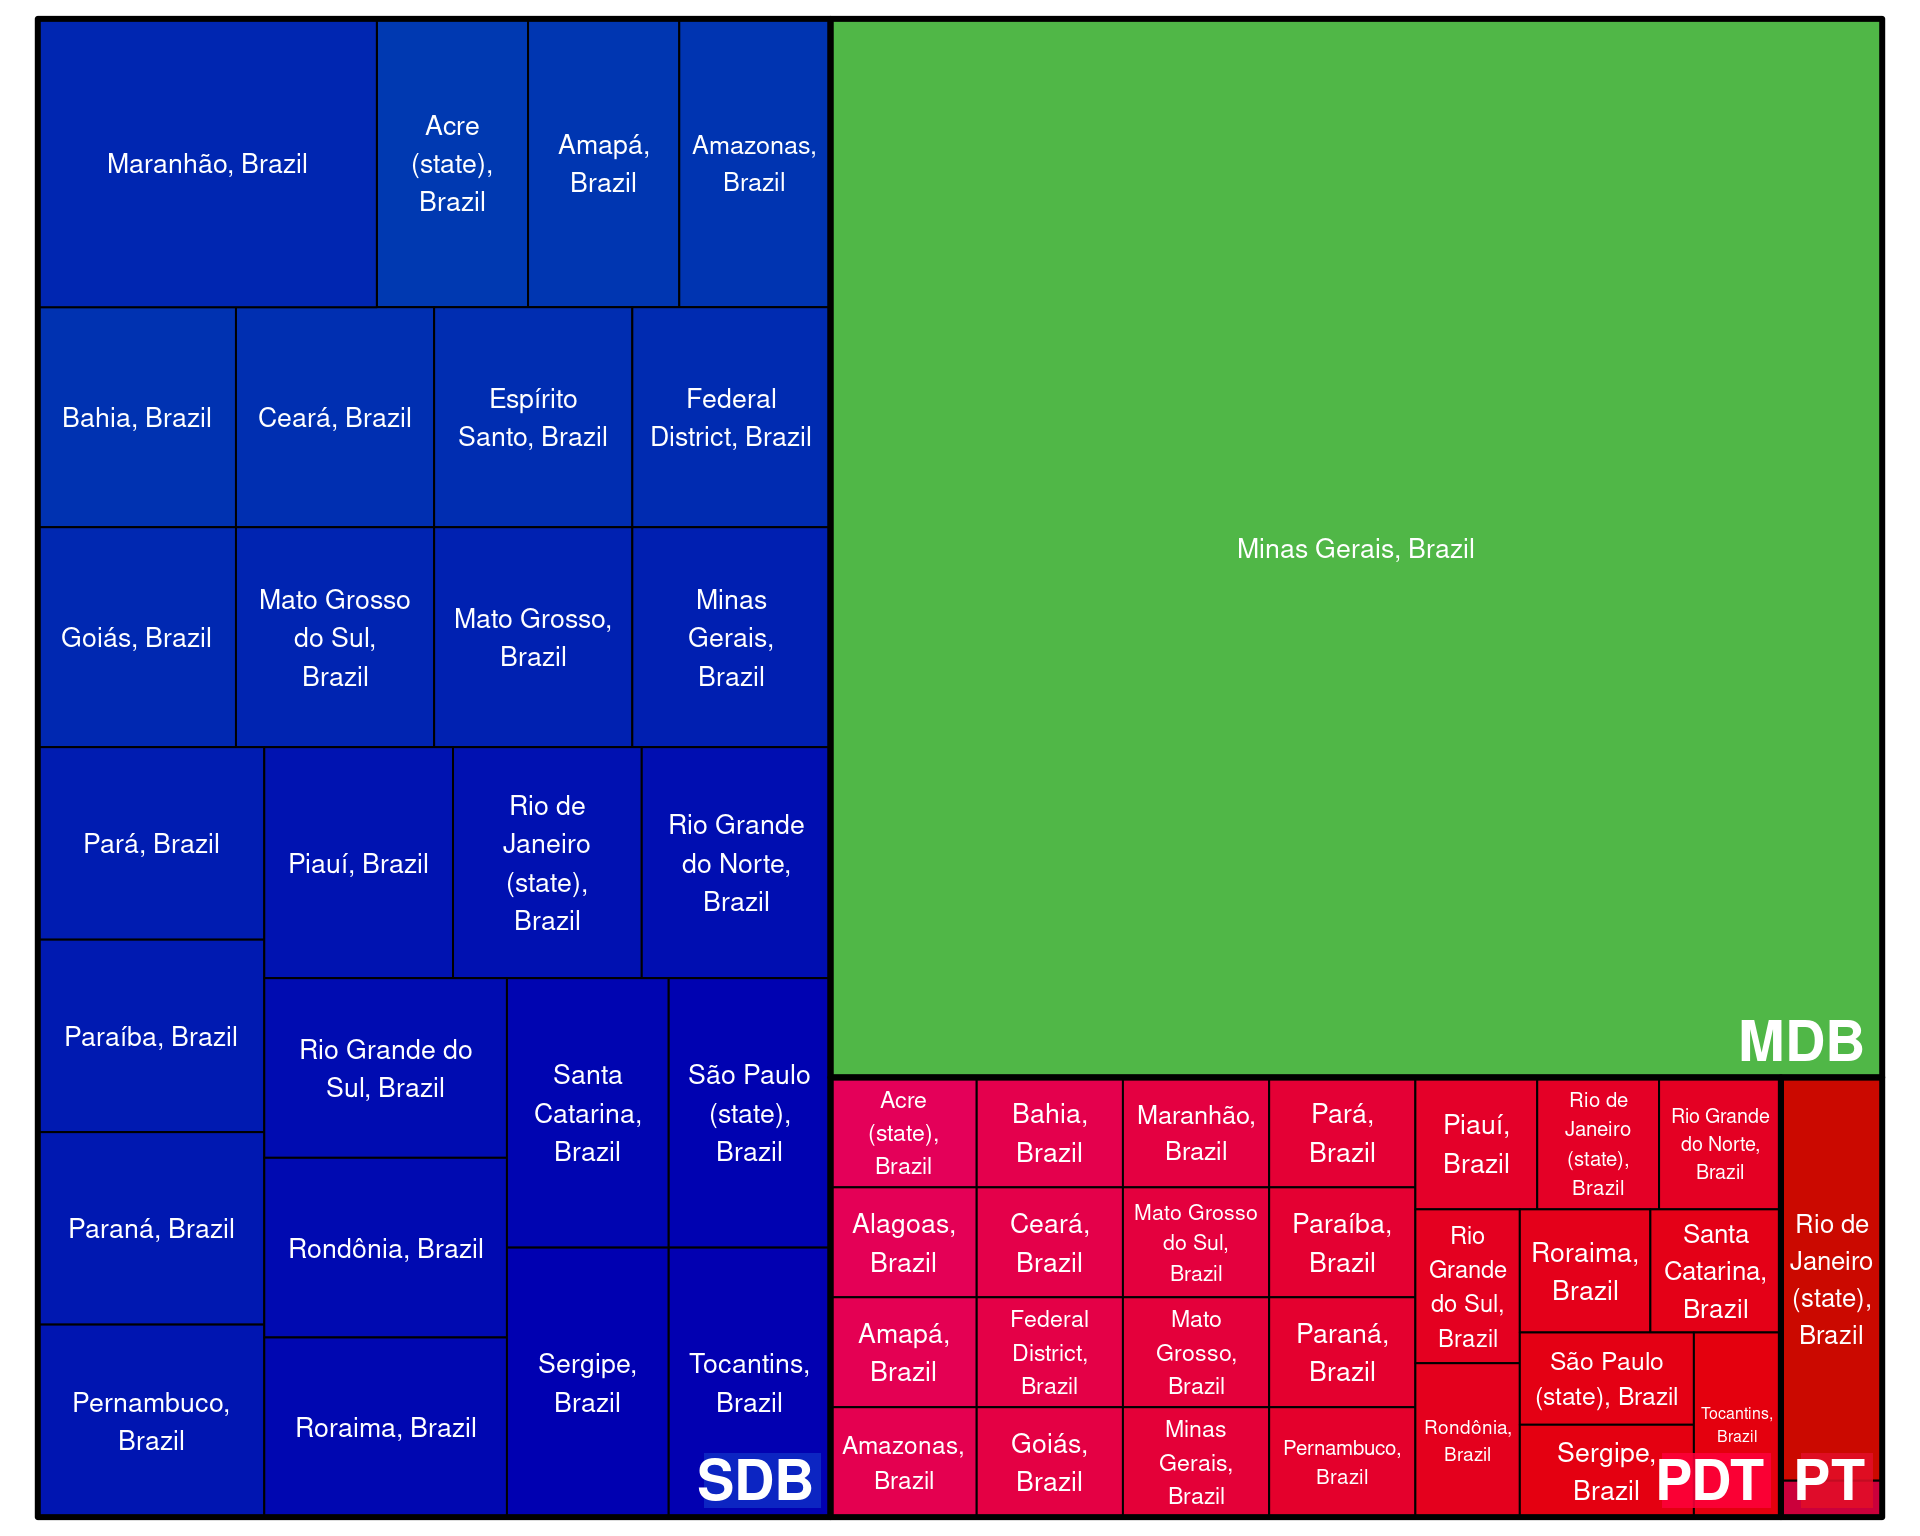 Maranhão, Brazil
Acre
(state),
Brazil
Amapá,
Brazil
Amazonas,
Brazil
Bahia, Brazil
Ceará, Brazil
Espírito
Santo, Brazil
Federal
District, Brazil
Goiás, Brazil
Mato Grosso
do Sul,
Brazil
Mato Grosso,
Brazil
Minas
Gerais,
Brazil
Pará, Brazil
Piauí, Brazil
Rio de
Janeiro
(state),
Brazil
Rio Grande
do Norte,
Brazil
Paraíba, Brazil
Paraná, Brazil
Pernambuco,
Brazil
Rio Grande do
Sul, Brazil
Rondônia, Brazil
Roraima, Brazil
Santa
Catarina,
Brazil
São Paulo
(state),
Brazil
Sergipe,
Brazil
Tocantins,
Brazil
SDB
Minas Gerais, Brazil
MDB
Acre
(state),
Brazil
Alagoas,
Brazil
Amapá,
Brazil
Amazonas,
Brazil
Bahia,
Brazil
Ceará,
Brazil
Federal
District,
Brazil
Goiás,
Brazil
Maranhão,
Brazil
Mato Grosso
do Sul,
Brazil
Mato
Grosso,
Brazil
Minas
Gerais,
Brazil
Pará,
Brazil
Paraíba,
Brazil
Paraná,
Brazil
Pernambuco,
Brazil
Piauí,
Brazil
Rio de
Janeiro
(state),
Brazil
Rio Grande
do Norte,
Brazil
Rio
Grande
do Sul,
Brazil
Rondônia,
Brazil
Roraima,
Brazil
Santa
Catarina,
Brazil
São Paulo
(state), Brazil
Sergipe,
Brazil
Tocantins,
Brazil
PDT
Rio de
Janeiro
(state),
Brazil
PT